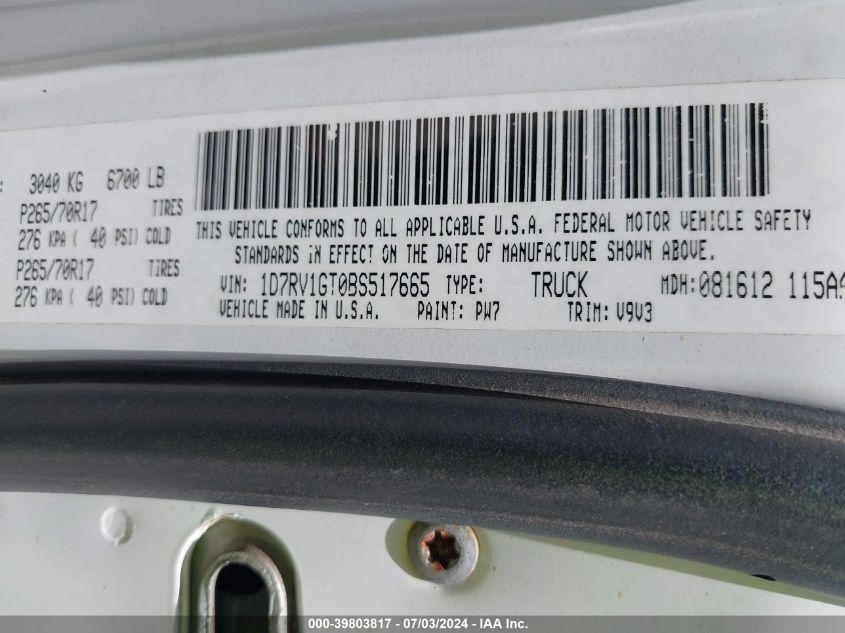 3040 KG 6700 LB
P265/70R17 TIRES
276 KPA ( 40 PSI) COLD
P265/70R17 TIRES
276 KPA ( 40 PSI) COLD
THIS VEHICLE CONFORMS TO ALL APPLICABLE U.S.A. FEDERAL MOTOR VEHICLE SAFETY
STANDARDS IN EFFECT ON THE DATE OF MANUFACTURE SHOWN ABOVE.
VIN: 1D7RV1GT0BS517665 TYPE: TRUCK MDH: 081612 115A
VEHICLE MADE IN U.S.A. PAINT: PW7 TRIM: V9V3
000-39803817 - 07/03/2024 - IAA Inc.